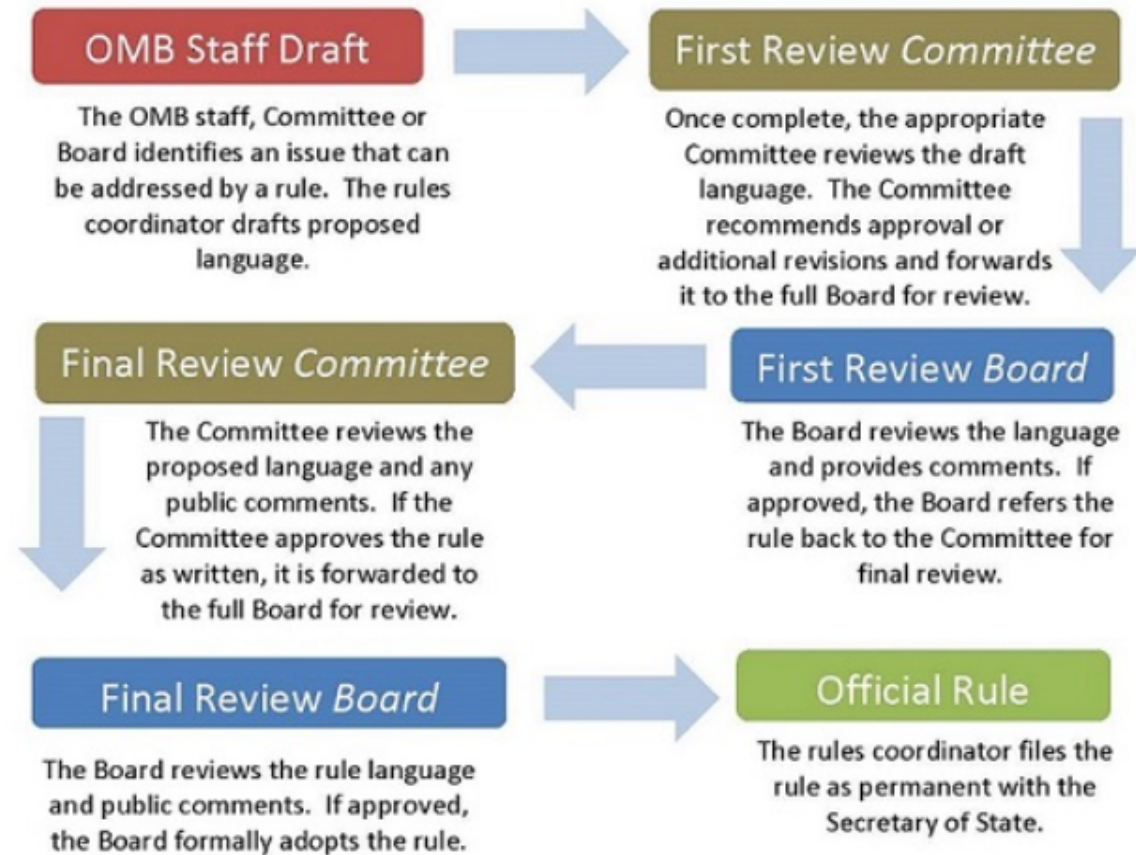 OMB Staff Draft
The OMB staff, Committee or
Board identifies an issue that can
be addressed by a rule. The rules
coordinator drafts proposed
language.
First Review Committee
Once complete, the appropriate
Committee reviews the draft
language. The Committee
recommends approval or
additional revisions and forwards
it to the full Board for review.
First Review Board
The Board reviews the language
and provides comments. If
approved, the Board refers the
rule back to the Committee for
final review.
Final Review Committee
The Committee reviews the
proposed language and any
public comments. If the
Committee approves the rule
as written, it is forwarded to
the full Board for review.
Final Review Board
The Board reviews the rule language
and public comments. If approved,
the Board formally adopts the rule.
Official Rule
The rules coordinator files the
rule as permanent with the
Secretary of State.